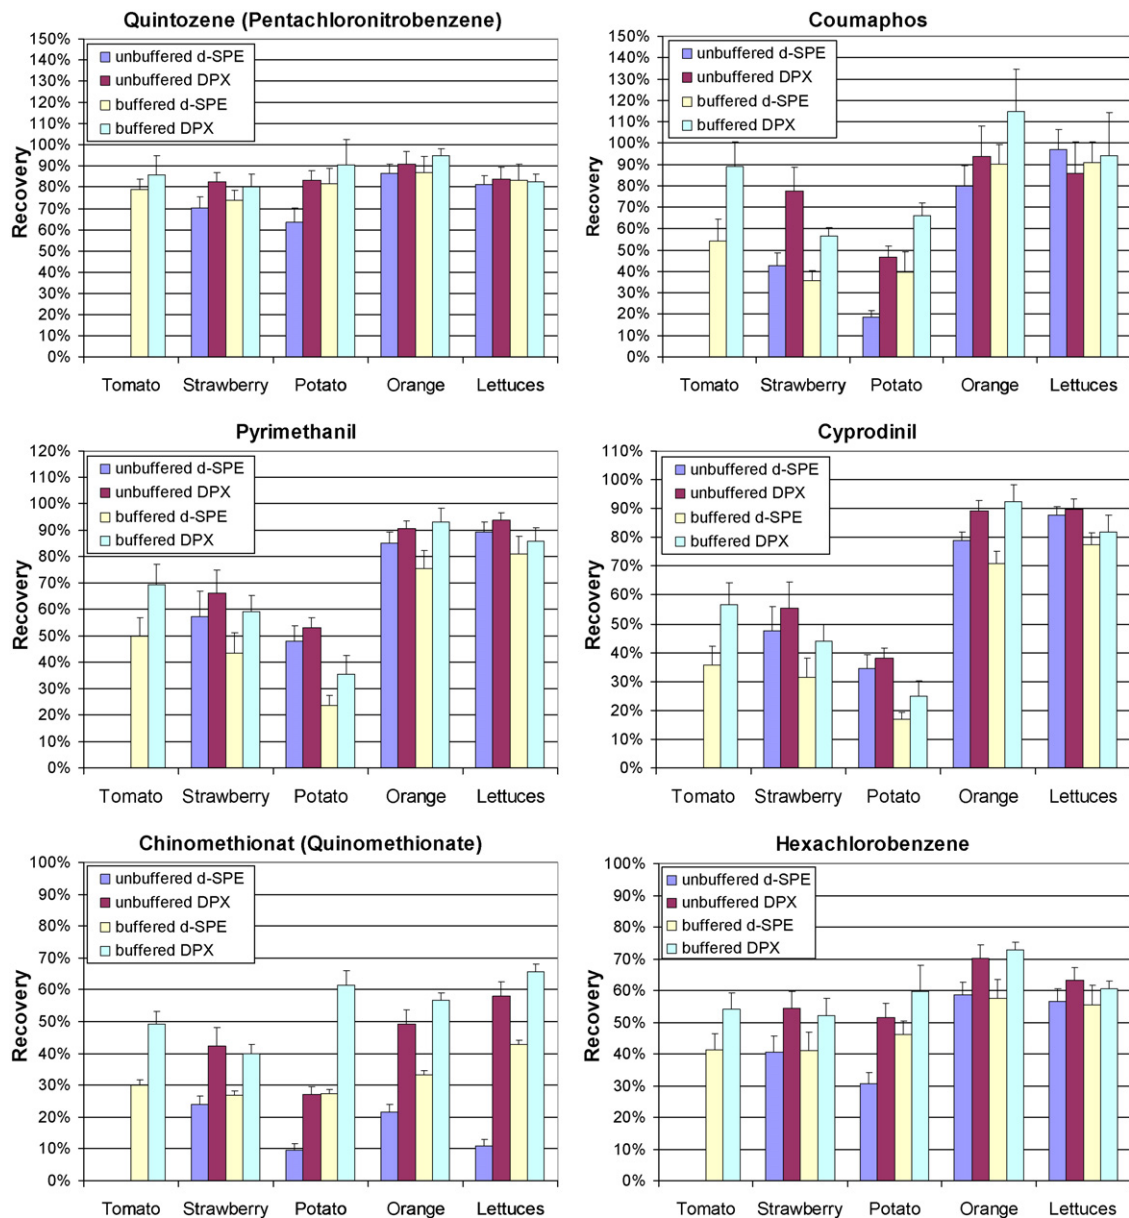 Quintozene (Pentachloronitrobenzene)
150%
140%
130%
120%
110%
100%
90%
80%
70%
60%
50%
40%
30%
20%
10%
0%
Recovery
unbuffered d-SPE
unbuffered DPX
buffered d-SPE
buffered DPX
Tomato Strawberry Potato Orange Lettuces
Coumaphos
150%
140%
130%
120%
110%
100%
90%
80%
70%
60%
50%
40%
30%
20%
10%
0%
Recovery
unbuffered d-SPE
unbuffered DPX
buffered d-SPE
buffered DPX
Tomato Strawberry Potato Orange Lettuces
Pyrimethanil
120%
110%
100%
90%
80%
70%
60%
50%
40%
30%
20%
10%
0%
Recovery
unbuffered d-SPE
unbuffered DPX
buffered d-SPE
buffered DPX
Tomato Strawberry Potato Orange Lettuces
Cyprodinil
110%
100%
90%
80%
70%
60%
50%
40%
30%
20%
10%
0%
Recovery
unbuffered d-SPE
unbuffered DPX
buffered d-SPE
buffered DPX
Tomato Strawberry Potato Orange Lettuces
Chinomethionat (Quinomethionate)
100%
90%
80%
70%
60%
50%
40%
30%
20%
10%
0%
Recovery
unbuffered d-SPE
unbuffered DPX
buffered d-SPE
buffered DPX
Tomato Strawberry Potato Orange Lettuces
Hexachlorobenzene
100%
90%
80%
70%
60%
50%
40%
30%
20%
10%
0%
Recovery
unbuffered d-SPE
unbuffered DPX
buffered d-SPE
buffered DPX
Tomato Strawberry Potato Orange Lettuces